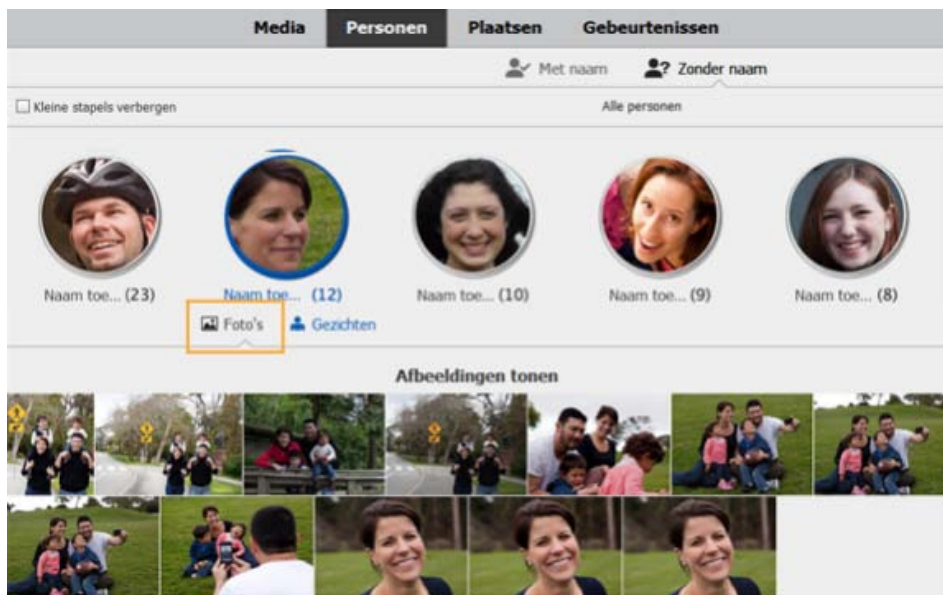 Media Personen Plaatsen Gebeurtenissen
Met naam Zonder naam
Kleine stapels verbergen Alle personen
Naam toe... (23) Naam toe... (12) Naam toe... (10) Naam toe... (9) Naam toe... (8)
Foto's Gezichten
Afbeeldingen tonen